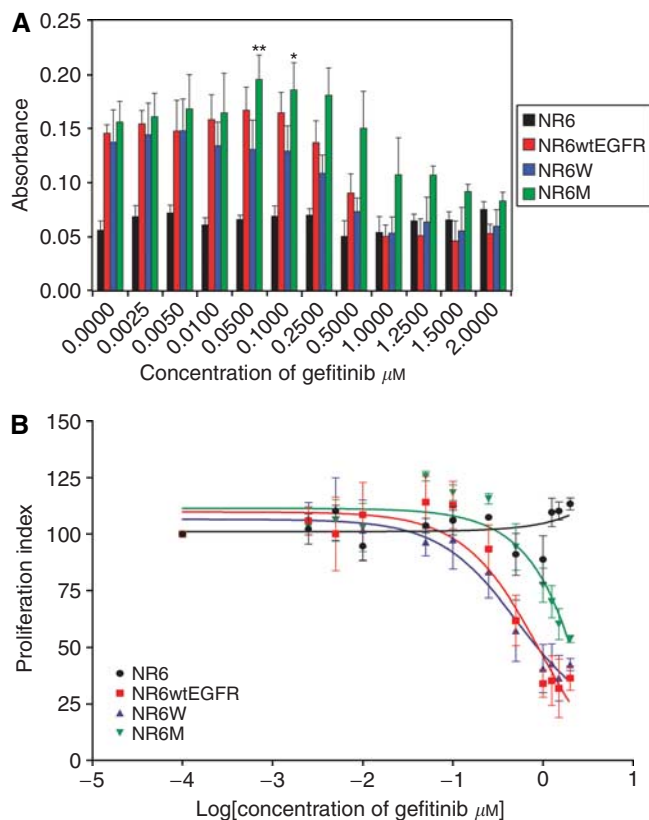 A
0.25
0.20
0.15
0.10
0.05
0.00
Absorbance
** *
0.0000 0.0025 0.0050 0.0100 0.0500 0.1000 0.2500 0.5000 1.0000 1.2500 1.5000 2.0000
Concentration of gefitinib μM
NR6
NR6wtEGFR
NR6W
NR6M
B
150
125
100
75
50
25
0
Proliferation index
NR6
NR6wtEGFR
NR6W
NR6M
−5 −4 −3 −2 −1 0 1
Log[concentration of gefitinib μM]